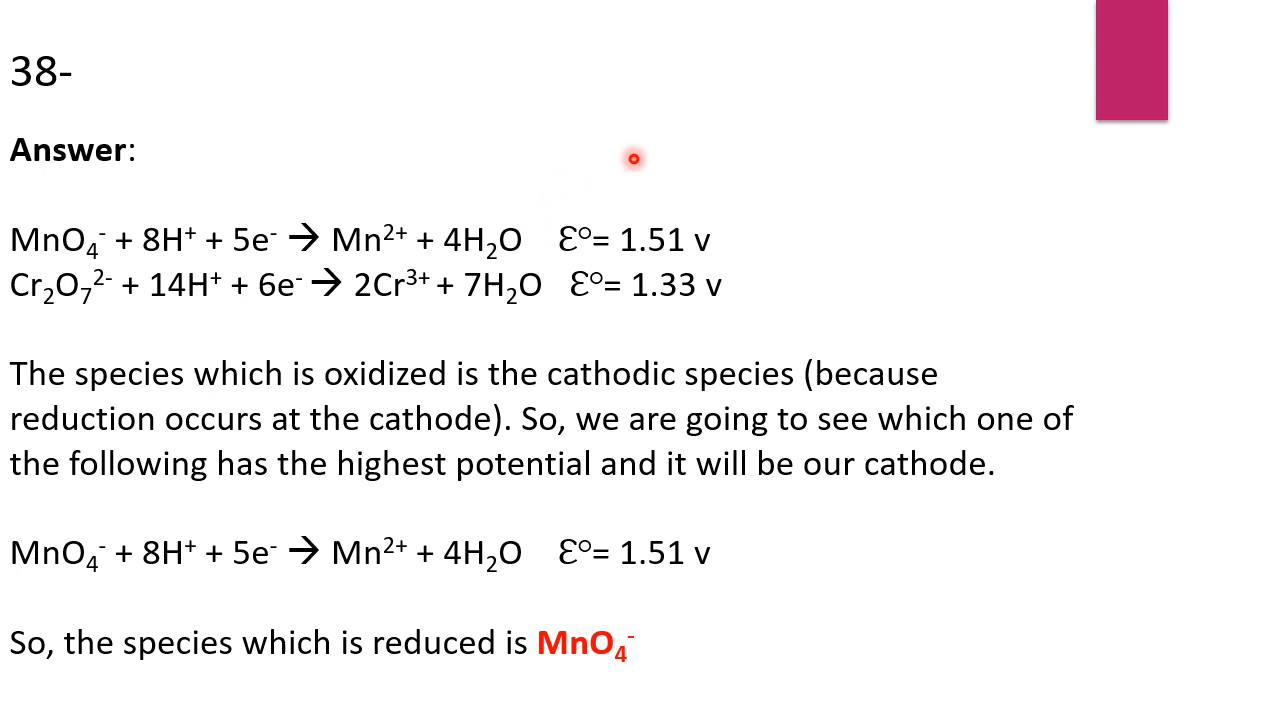 38-
Answer:
MnO₄⁻ + 8H⁺ + 5e⁻ → Mn²⁺ + 4H₂O ℇ°= 1.51 v
Cr₂O₇²⁻ + 14H⁺ + 6e⁻ → 2Cr³⁺ + 7H₂O ℇ°= 1.33 v
The species which is oxidized is the cathodic species (because
reduction occurs at the cathode). So, we are going to see which one of
the following has the highest potential and it will be our cathode.
MnO₄⁻ + 8H⁺ + 5e⁻ → Mn²⁺ + 4H₂O ℇ°= 1.51 v
So, the species which is reduced is MnO₄⁻